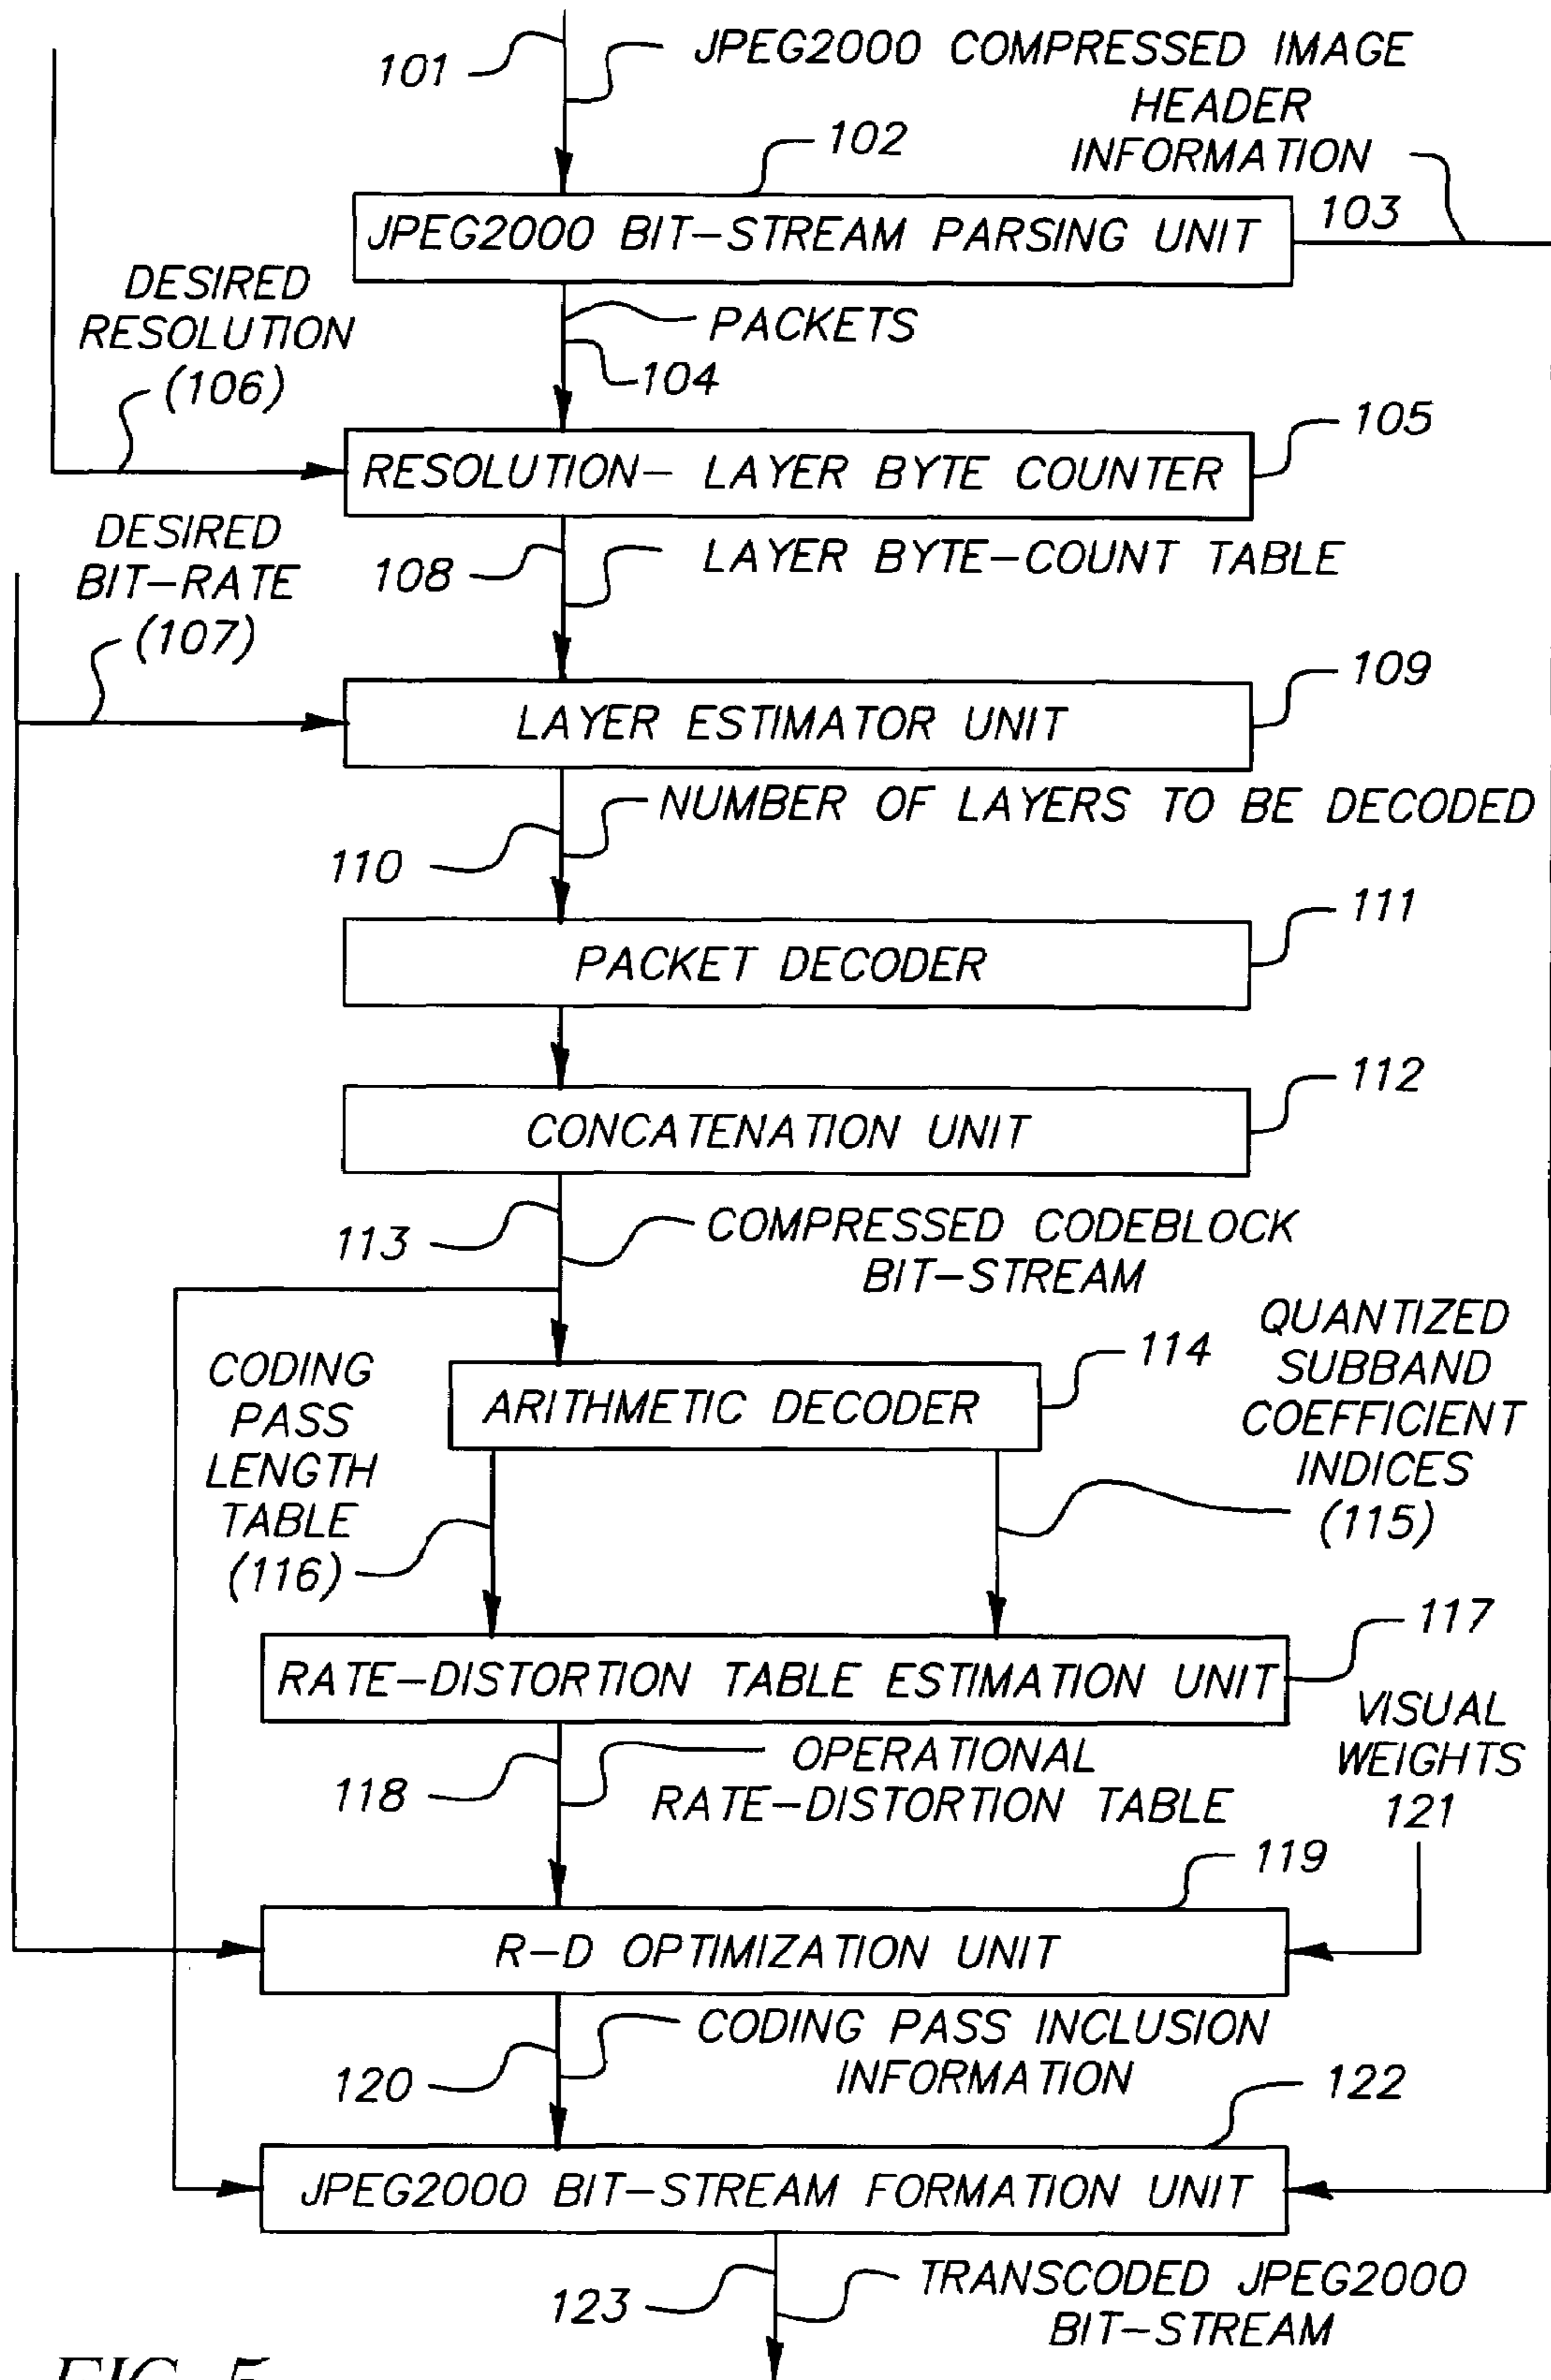 101
JPEG2000 COMPRESSED IMAGE
HEADER
INFORMATION
102
103
JPEG2000 BIT-STREAM PARSING UNIT
DESIRED
RESOLUTION
(106)
PACKETS
104
105
RESOLUTION- LAYER BYTE COUNTER
DESIRED
BIT-RATE
(107)
108
LAYER BYTE-COUNT TABLE
109
LAYER ESTIMATOR UNIT
NUMBER OF LAYERS TO BE DECODED
110
111
PACKET DECODER
112
CONCATENATION UNIT
113
COMPRESSED CODEBLOCK
BIT-STREAM
CODING
PASS
LENGTH
TABLE
(116)
114
ARITHMETIC DECODER
QUANTIZED
SUBBAND
COEFFICIENT
INDICES
(115)
117
RATE-DISTORTION TABLE ESTIMATION UNIT
118
OPERATIONAL
RATE-DISTORTION TABLE
VISUAL
WEIGHTS
121
119
R-D OPTIMIZATION UNIT
120
CODING PASS INCLUSION
INFORMATION
122
JPEG2000 BIT-STREAM FORMATION UNIT
123
TRANSCODED JPEG2000
BIT-STREAM
FIG. 5